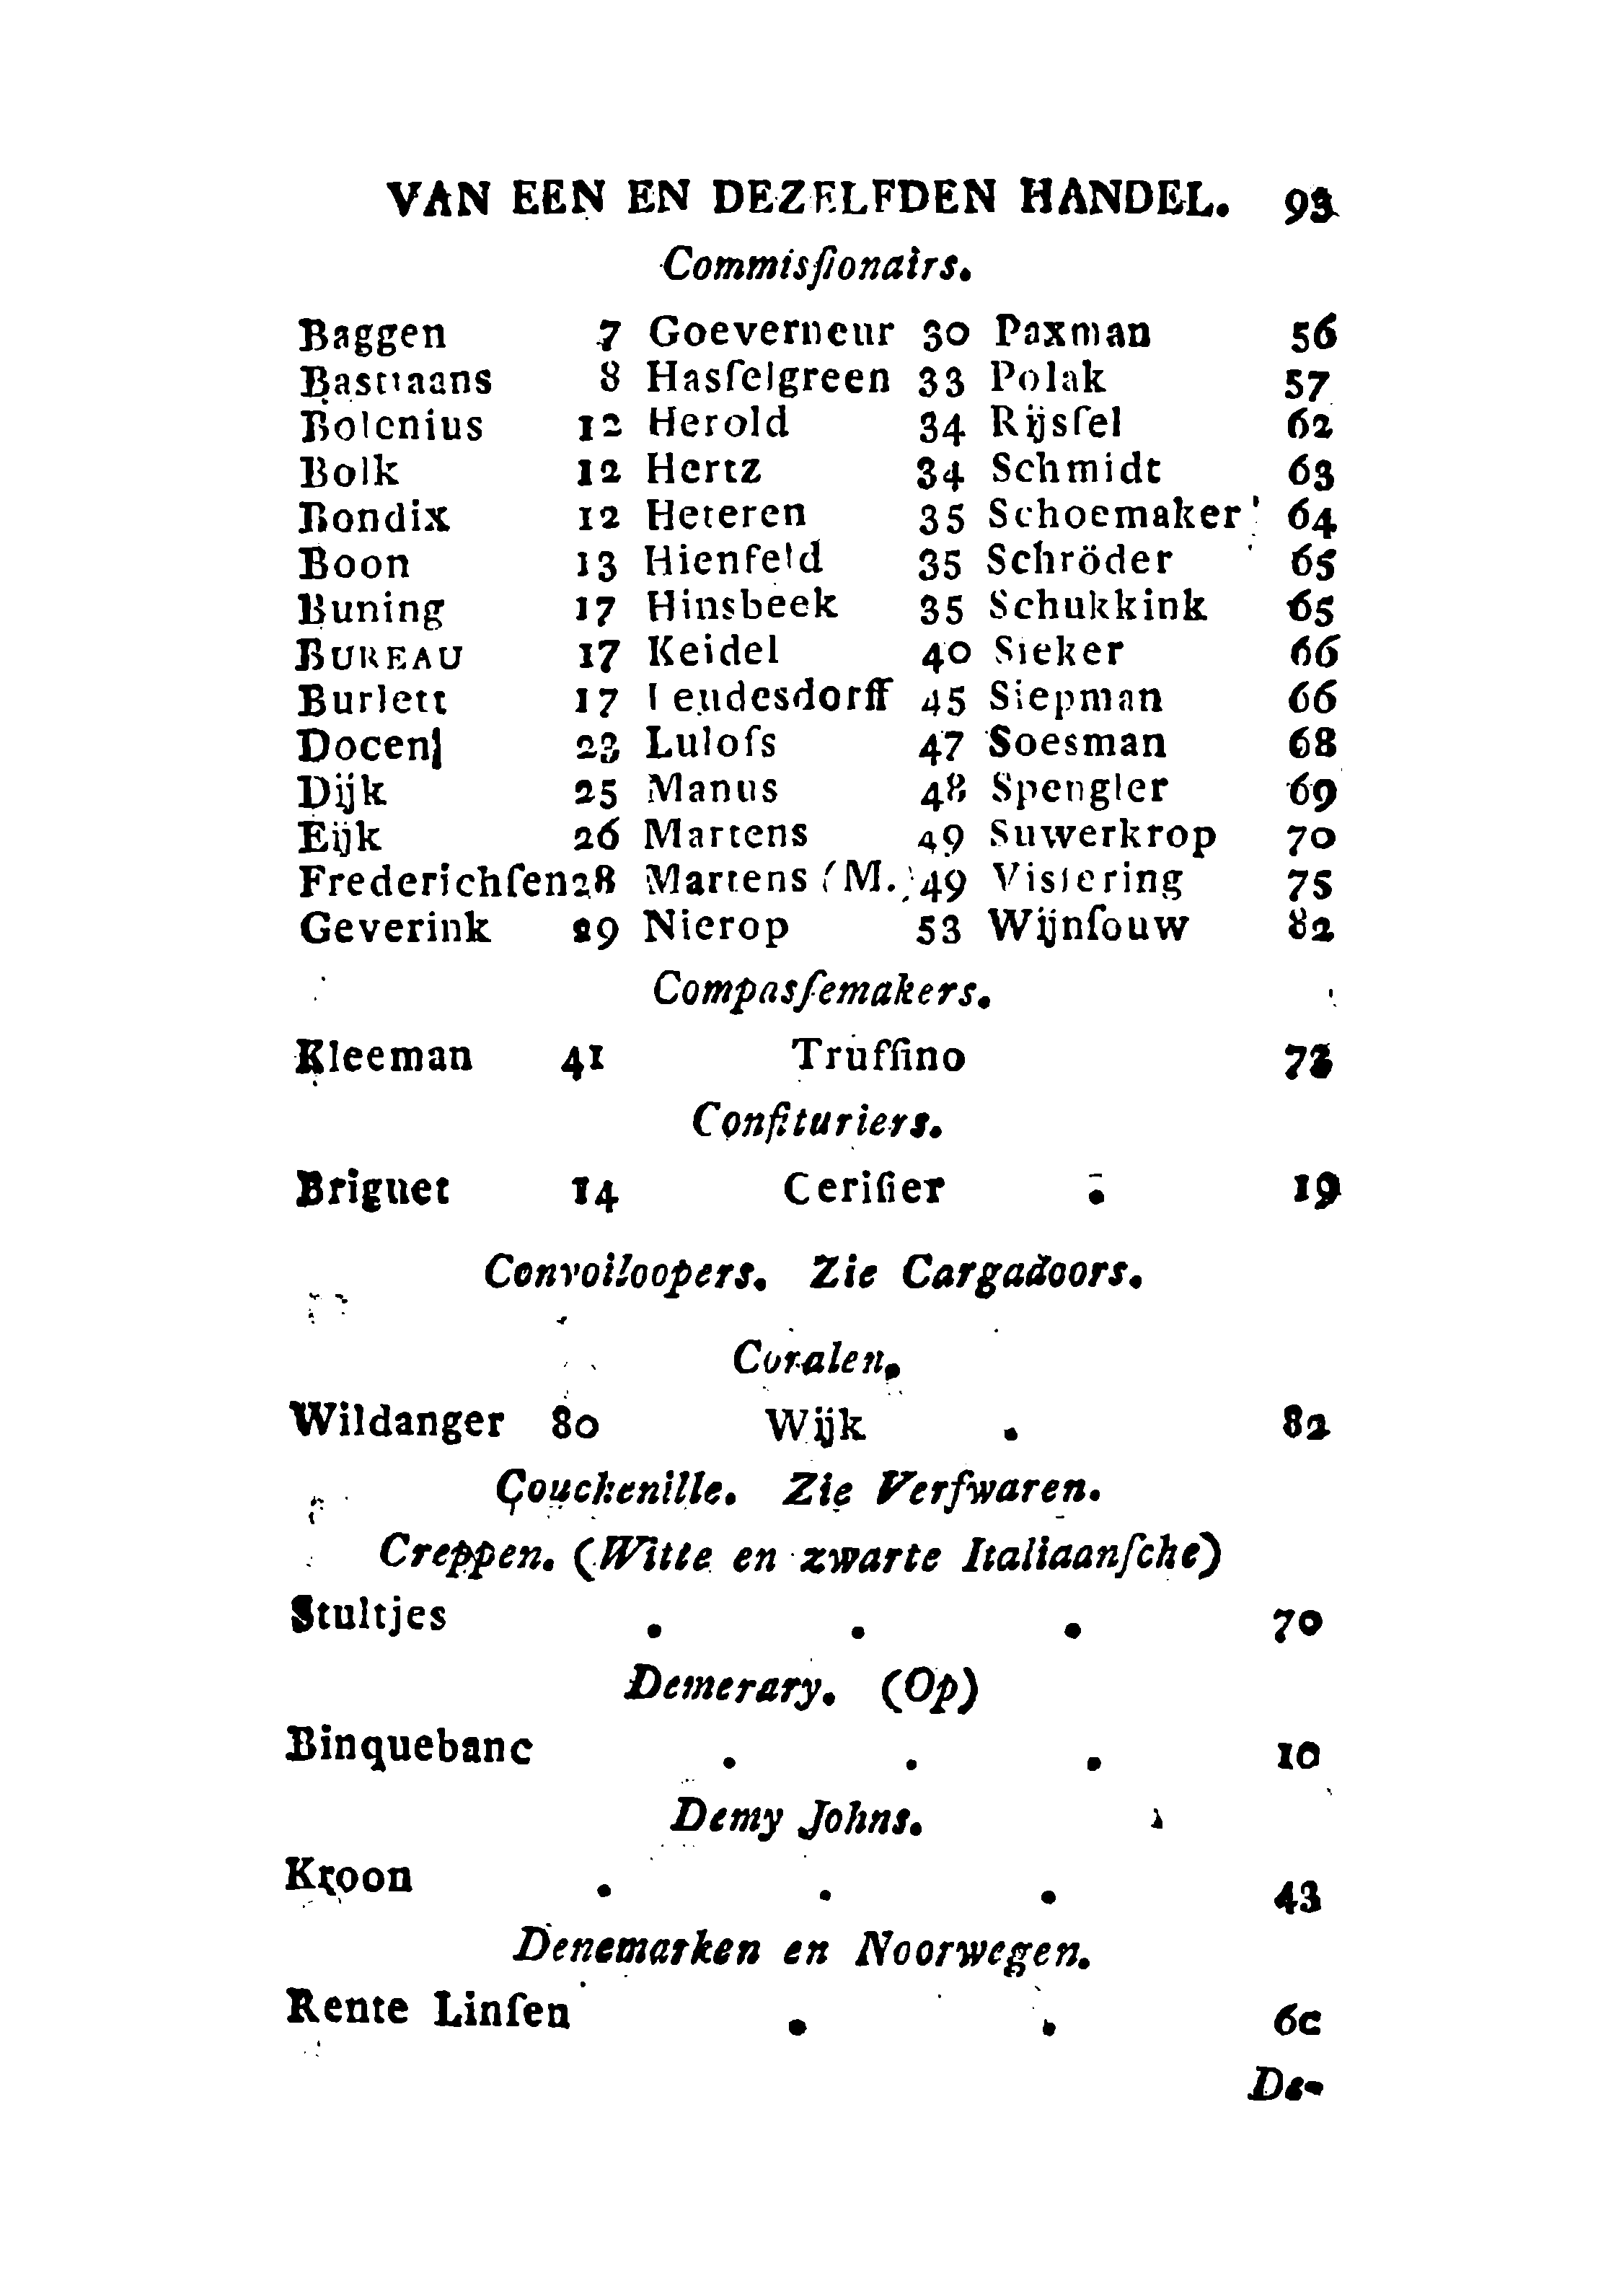 VAN EEN EN DEZELFDEN HANDEL. 93
Commisſionairs.
Baggen 7 Goeverneur 30 Paxman 56
Bastiaans 8 Hasſelgreen 33 Polak 57
Bolenius 12 Herold 34 Rijsſel 62
Bolk 12 Hertz 34 Schmidt 63
Bondix 12 Heteren 35 Schoemaker 64
Boon 13 Hienfeld 35 Schröder 65
Buning 17 Hinsbeek 35 Schukkink 65
BUREAU 17 Keidel 40 Sieker 66
Burlett 17 Leudesdorff 45 Siepman 66
Docen 23 Lulofs 47 Soesman 68
Dijk 25 Manus 48 Spengler 69
Eijk 26 Martens 49 Suwerkrop 70
Frederichſen 28 Martens (M.) 49 Visſering 75
Geverink 29 Nierop 53 Wijnſouw 82
Compasſemakers.
Kleeman 41 Truffino 73
Confituriers.
Briguet 14 Ceriſier . 19
Convoiloopers. Zie Cargadoors.
Coralen.
Wildanger 80 Wijk . 82
Couchenille. Zie Verfwaren.
Creppen. (Witte en zwarte Italiaanſche)
Stultjes . . . 70
Demerary. (Op)
Binquebanc . . . 10
Demy Johns.
Kroon . . . 43
Denemarken en Noorwegen.
Rente Linſen . . 60
De-